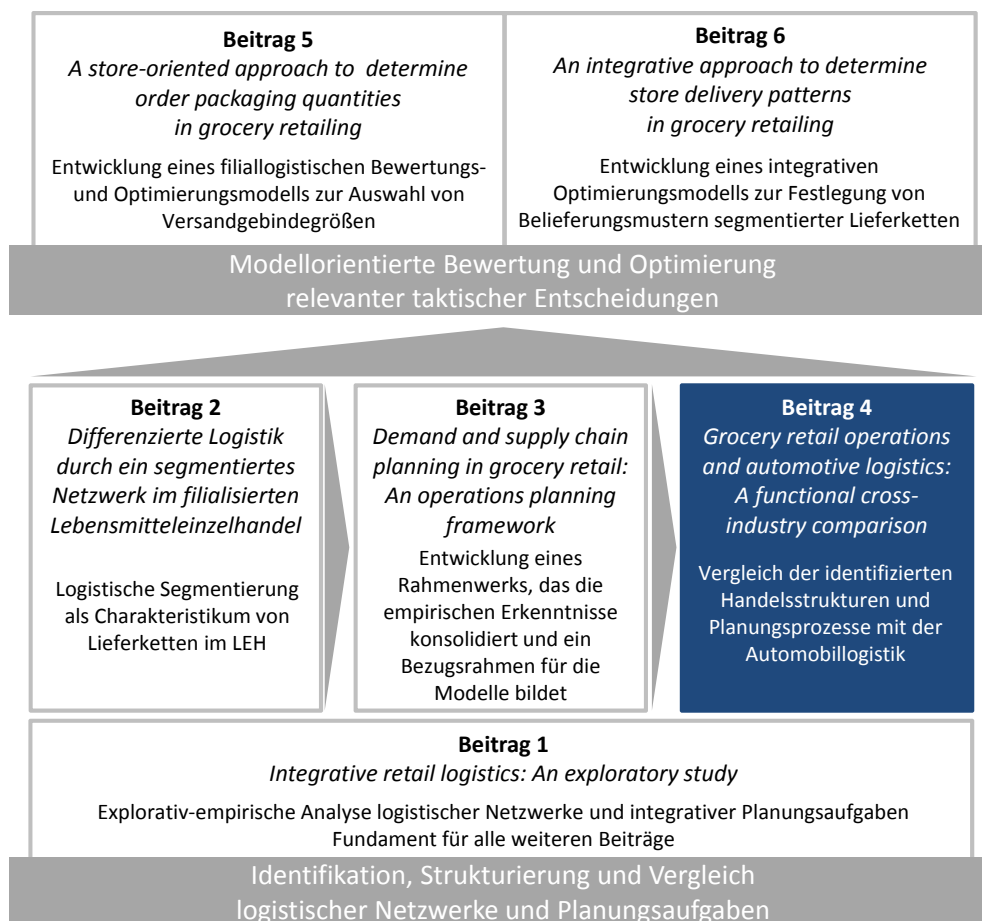 Beitrag 5
A store-oriented approach to determine
order packaging quantities
in grocery retailing
Entwicklung eines filiallogistischen Bewertungs-
und Optimierungsmodells zur Auswahl von
Versandgebindegrößen
Beitrag 6
An integrative approach to determine
store delivery patterns
in grocery retailing
Entwicklung eines integrativen
Optimierungsmodells zur Festlegung von
Belieferungsmustern segmentierter Lieferketten
Modellorientierte Bewertung und Optimierung
relevanter taktischer Entscheidungen
Beitrag 2
Differenzierte Logistik
durch ein segmentiertes
Netzwerk im filialisierten
Lebensmitteleinzelhandel
Logistische Segmentierung
als Charakteristikum von
Lieferketten im LEH
Beitrag 3
Demand and supply chain
planning in grocery retail:
An operations planning
framework
Entwicklung eines
Rahmenwerks, das die
empirischen Erkenntnisse
konsolidiert und ein
Bezugsrahmen für die
Modelle bildet
Beitrag 4
Grocery retail operations
and automotive logistics:
A functional cross-
industry comparison
Vergleich der identifizierten
Handelsstrukturen und
Planungsprozesse mit der
Automobillogistik
Beitrag 1
Integrative retail logistics: An exploratory study
Explorativ-empirische Analyse logistischer Netzwerke und integrativer Planungsaufgaben
Fundament für alle weiteren Beiträge
Identifikation, Strukturierung und Vergleich
logistischer Netzwerke und Planungsaufgaben